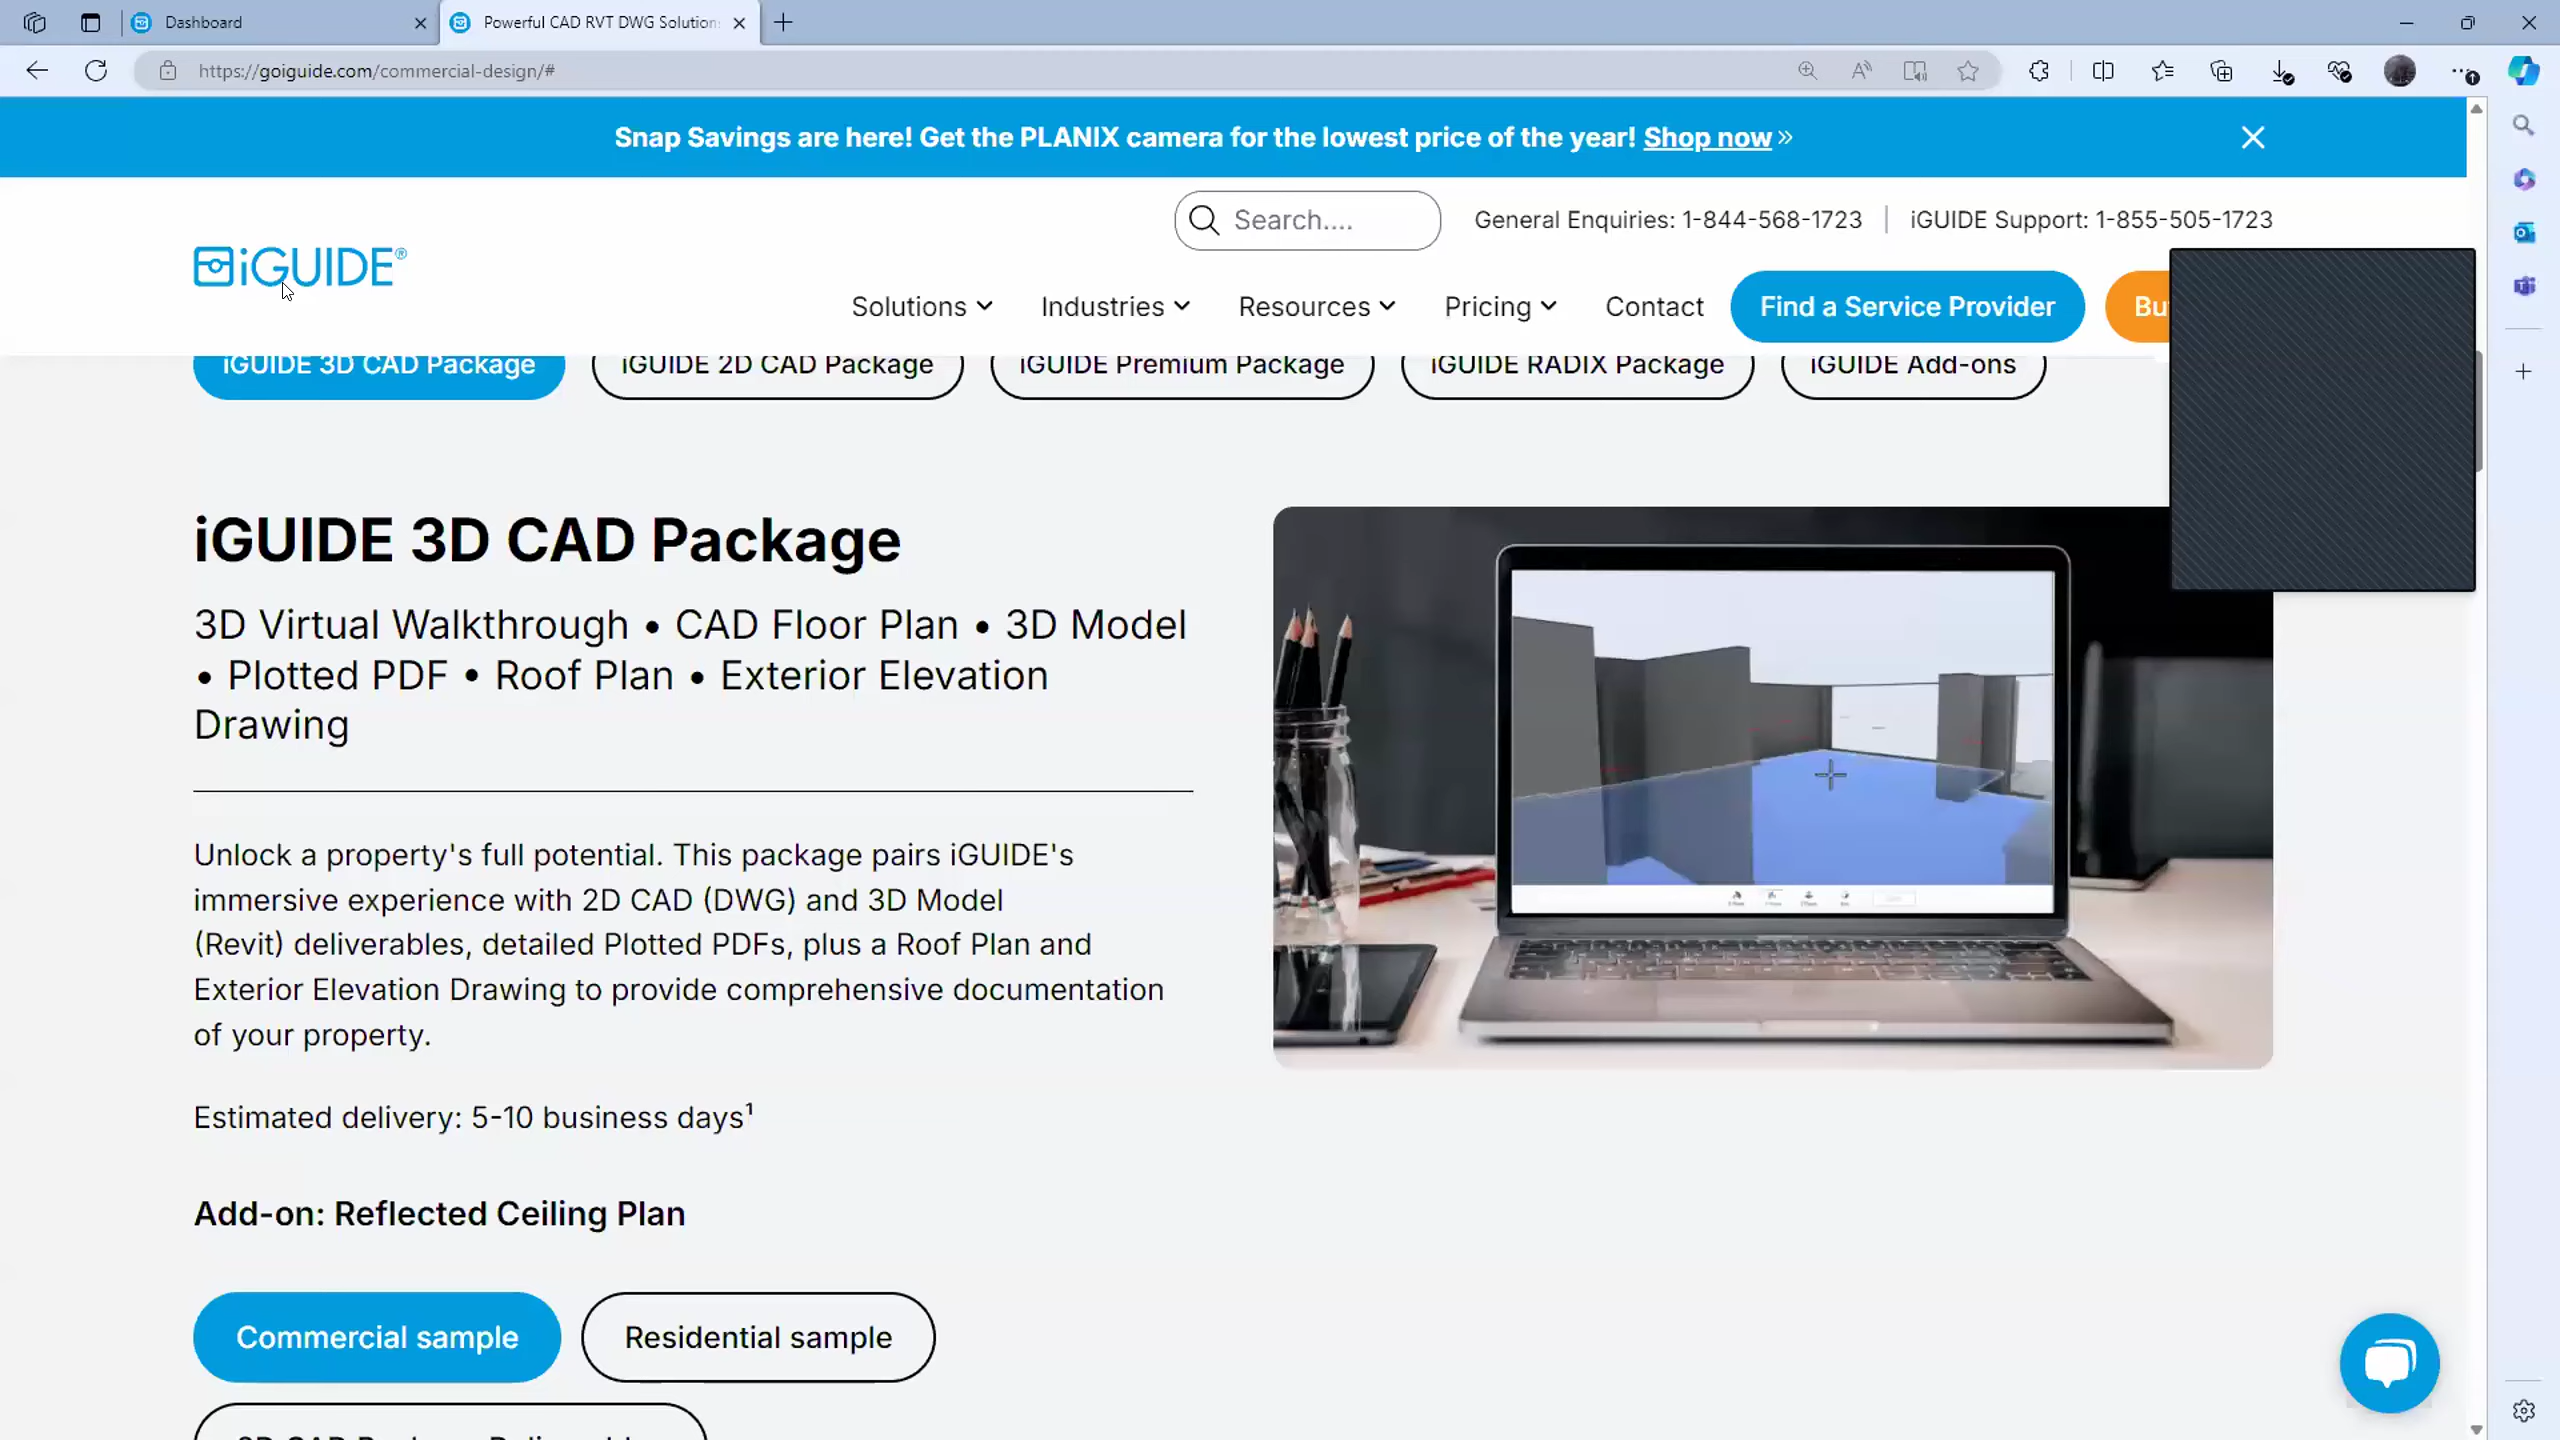 Dashboard
Powerful CAD RVT DWG Solution
https://goiguide.com/commercial-design/#
Snap Savings are here! Get the PLANIX camera for the lowest price of the year! Shop now »
Search....
General Enquiries: 1-844-568-1723
iGUIDE Support: 1-855-505-1723
iGUIDE®
Solutions
Industries
Resources
Pricing
Contact
Find a Service Provider
iGUIDE 3D CAD Package
iGUIDE 2D CAD Package
iGUIDE Premium Package
iGUIDE RADIX Package
iGUIDE Add-ons
iGUIDE 3D CAD Package
3D Virtual Walkthrough • CAD Floor Plan • 3D Model
• Plotted PDF • Roof Plan • Exterior Elevation
Drawing
Unlock a property's full potential. This package pairs iGUIDE's
immersive experience with 2D CAD (DWG) and 3D Model
(Revit) deliverables, detailed Plotted PDFs, plus a Roof Plan and
Exterior Elevation Drawing to provide comprehensive documentation
of your property.
Estimated delivery: 5-10 business days¹
Add-on: Reflected Ceiling Plan
Commercial sample
Residential sample